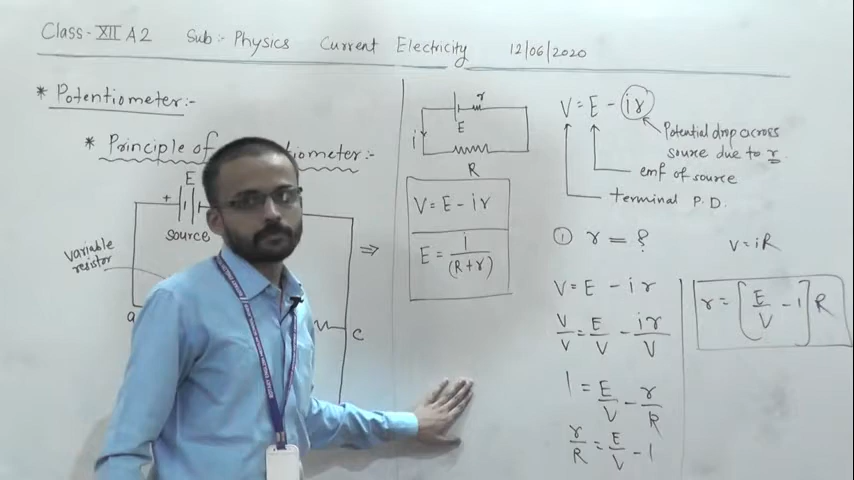 Class - XII A2 Sub :- Physics Current Electricity 12/06/2020
* Potentiometer :-
* Principle of tiometer :-
E
+
source
variable
resistor
a
c
⇒
r
E
i
R
V = E - ir
E = i/(R+r)
V = E - ir
Potential drop across
source due to r.
emf of source
terminal P.D.
① r = ?
V = iR
V = E - ir
V/V = E/V - ir/V
1 = E/V - r/R
r/R = E/V - 1
r = [E/V - 1] R